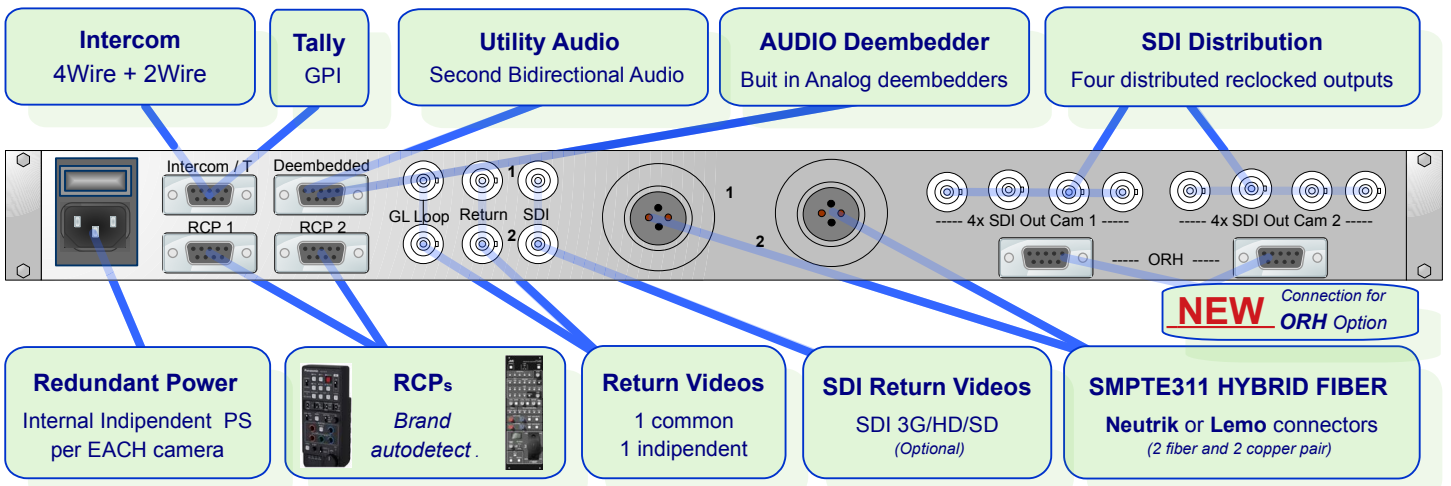 Intercom
4Wire + 2Wire
Tally
GPI
Utility Audio
Second Bidirectional Audio
AUDIO Deembedder
Buit in Analog deembedders
SDI Distribution
Four distributed reclocked outputs
Intercom / T
Deembedded
RCP 1
RCP 2
GL Loop
Return
SDI
1
2
1
2
----- 4x SDI Out Cam 1 -----
----- 4x SDI Out Cam 2 -----
----- ORH -----
NEW
Connection for
ORH Option
Redundant Power
Internal Indipendent PS
per EACH camera
RCPs
Brand
autodetect .
Return Videos
1 common
1 indipendent
SDI Return Videos
SDI 3G/HD/SD
(Optional)
SMPTE311 HYBRID FIBER
Neutrik or Lemo connectors
(2 fiber and 2 copper pair)